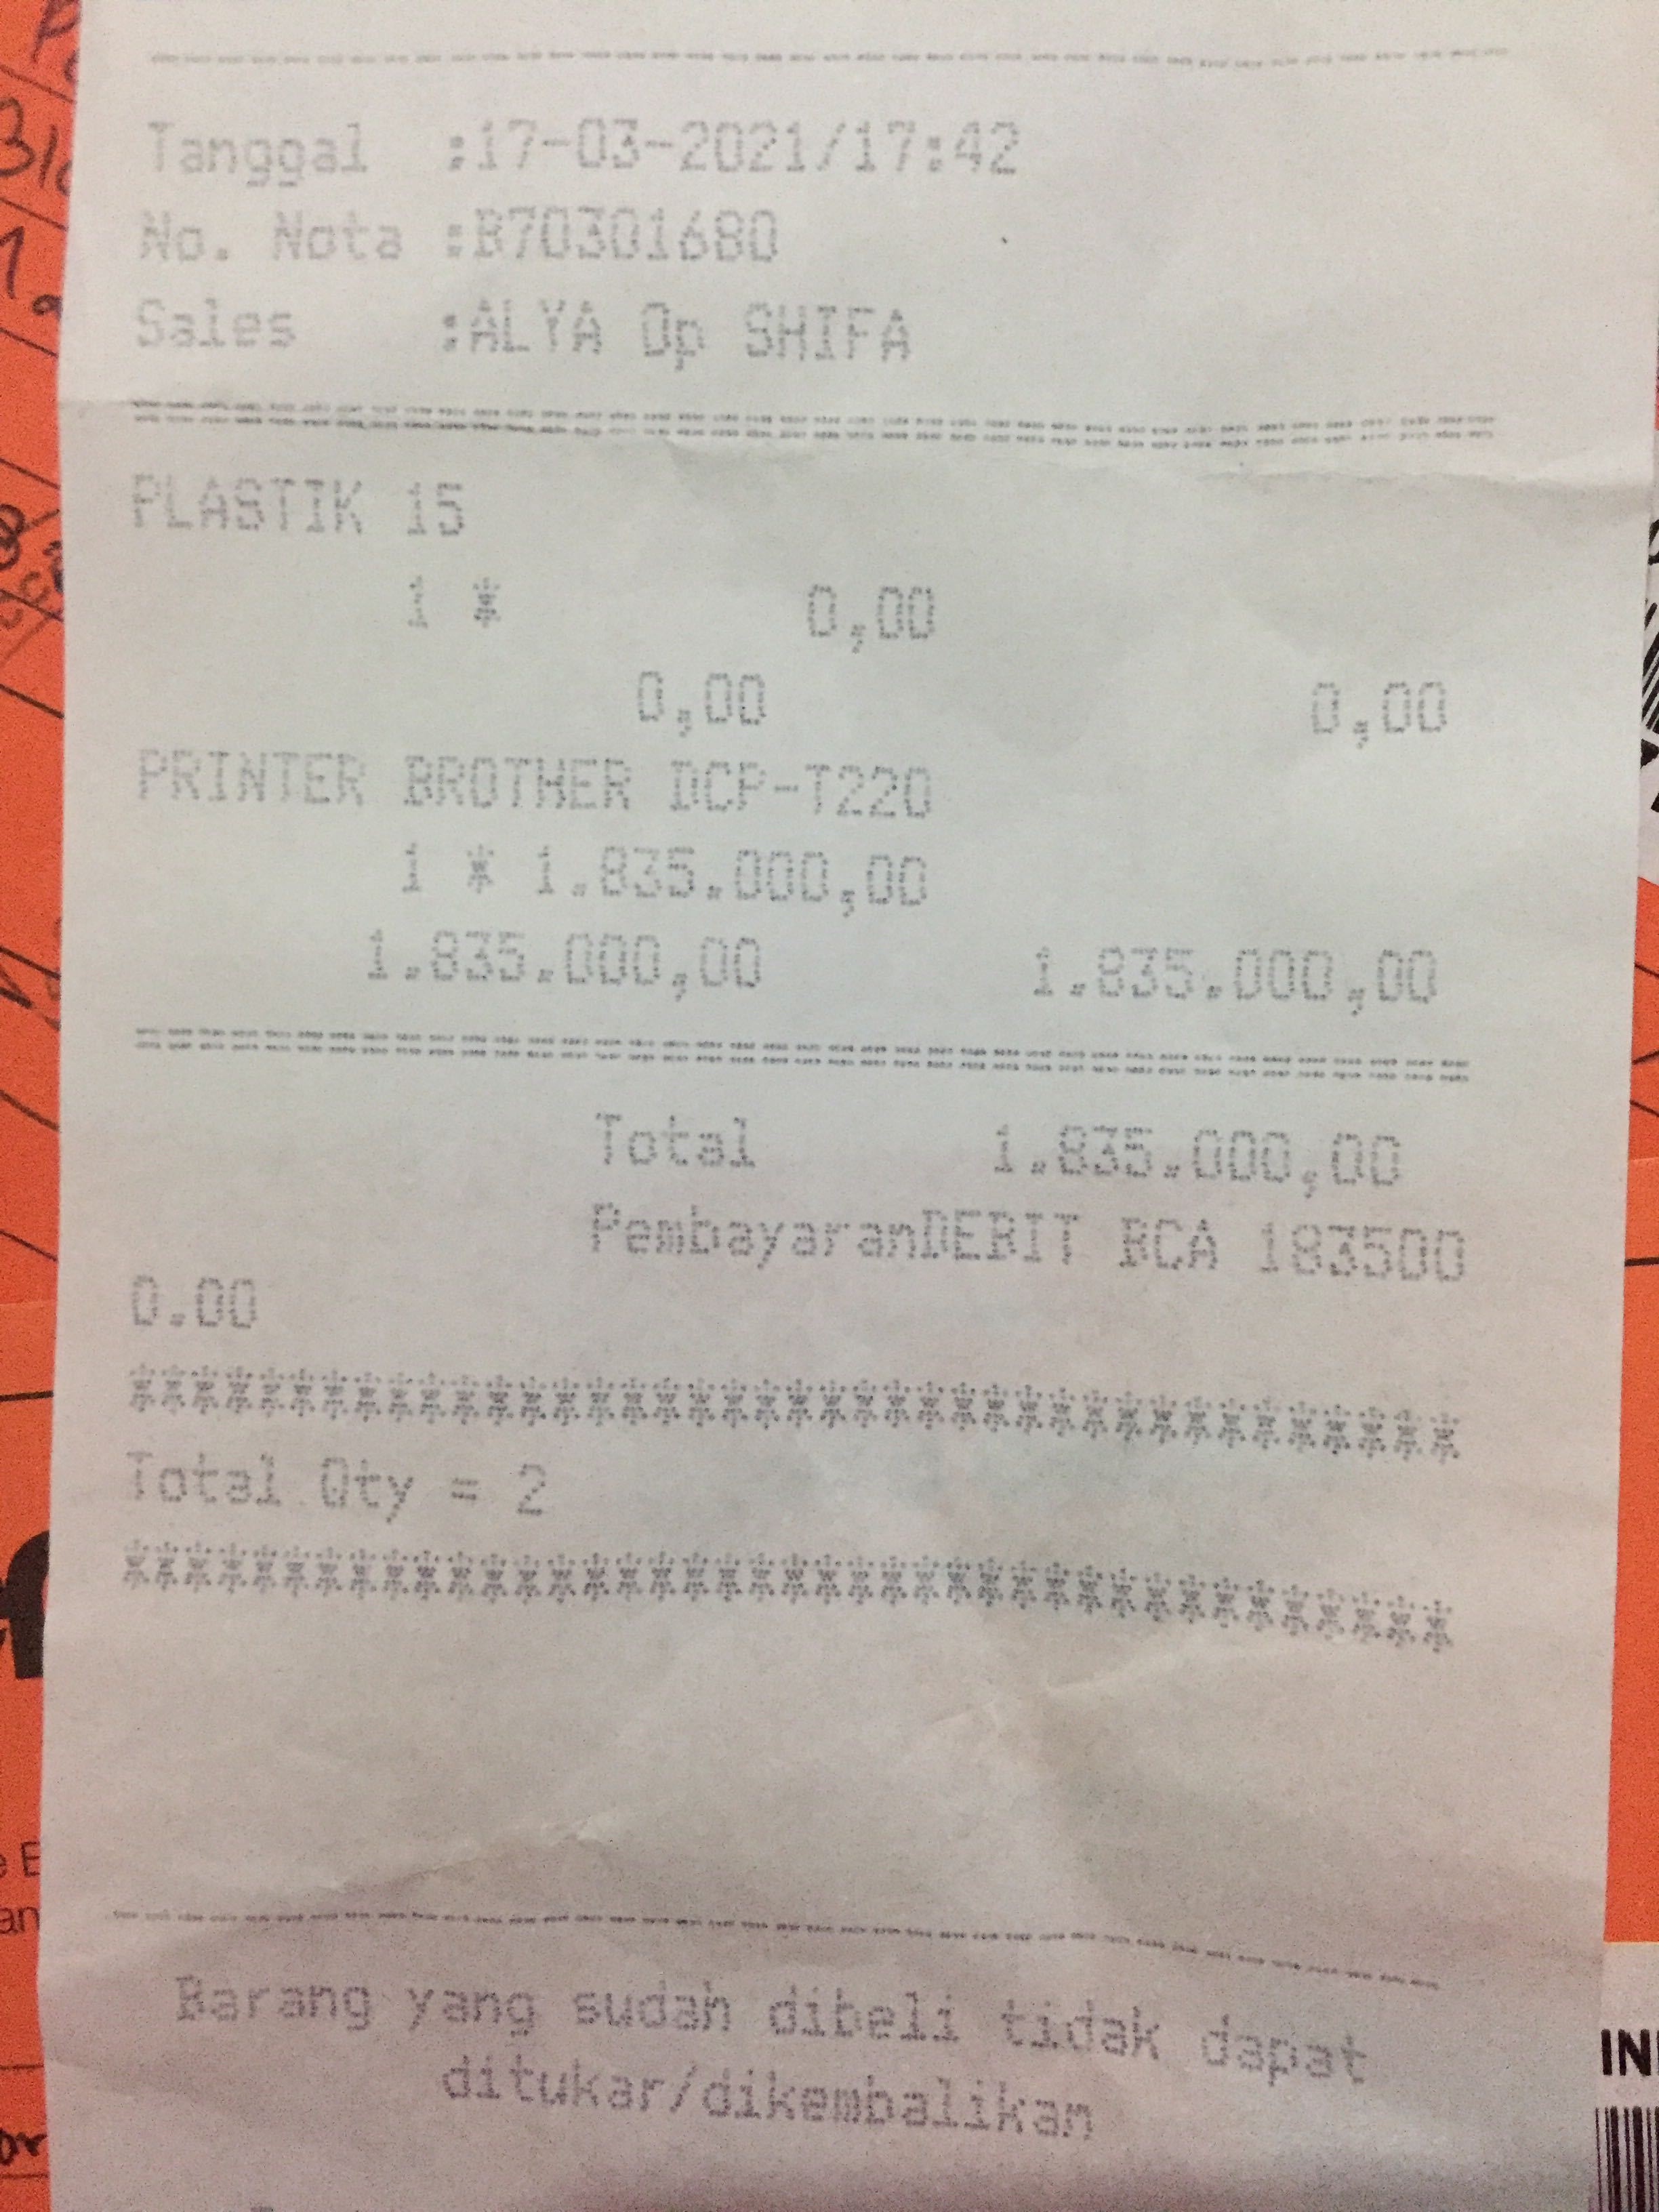 Tanggal :17-03-2021/17:42
No. Nota :B70301680
Sales :ALYA Op SHIFA
PLASTIK 15
1 * 0,00
0,00 0,00
PRINTER BROTHER DCP-T220
1 * 1.835.000,00
1.835.000,00 1.835.000,00
Total 1.835.000,00
PembayaranDEBIT BCA 183500
0.00
****************************************
Total Qty = 2
****************************************
Barang yang sudah dibeli tidak dapat
ditukar/dikembalikan